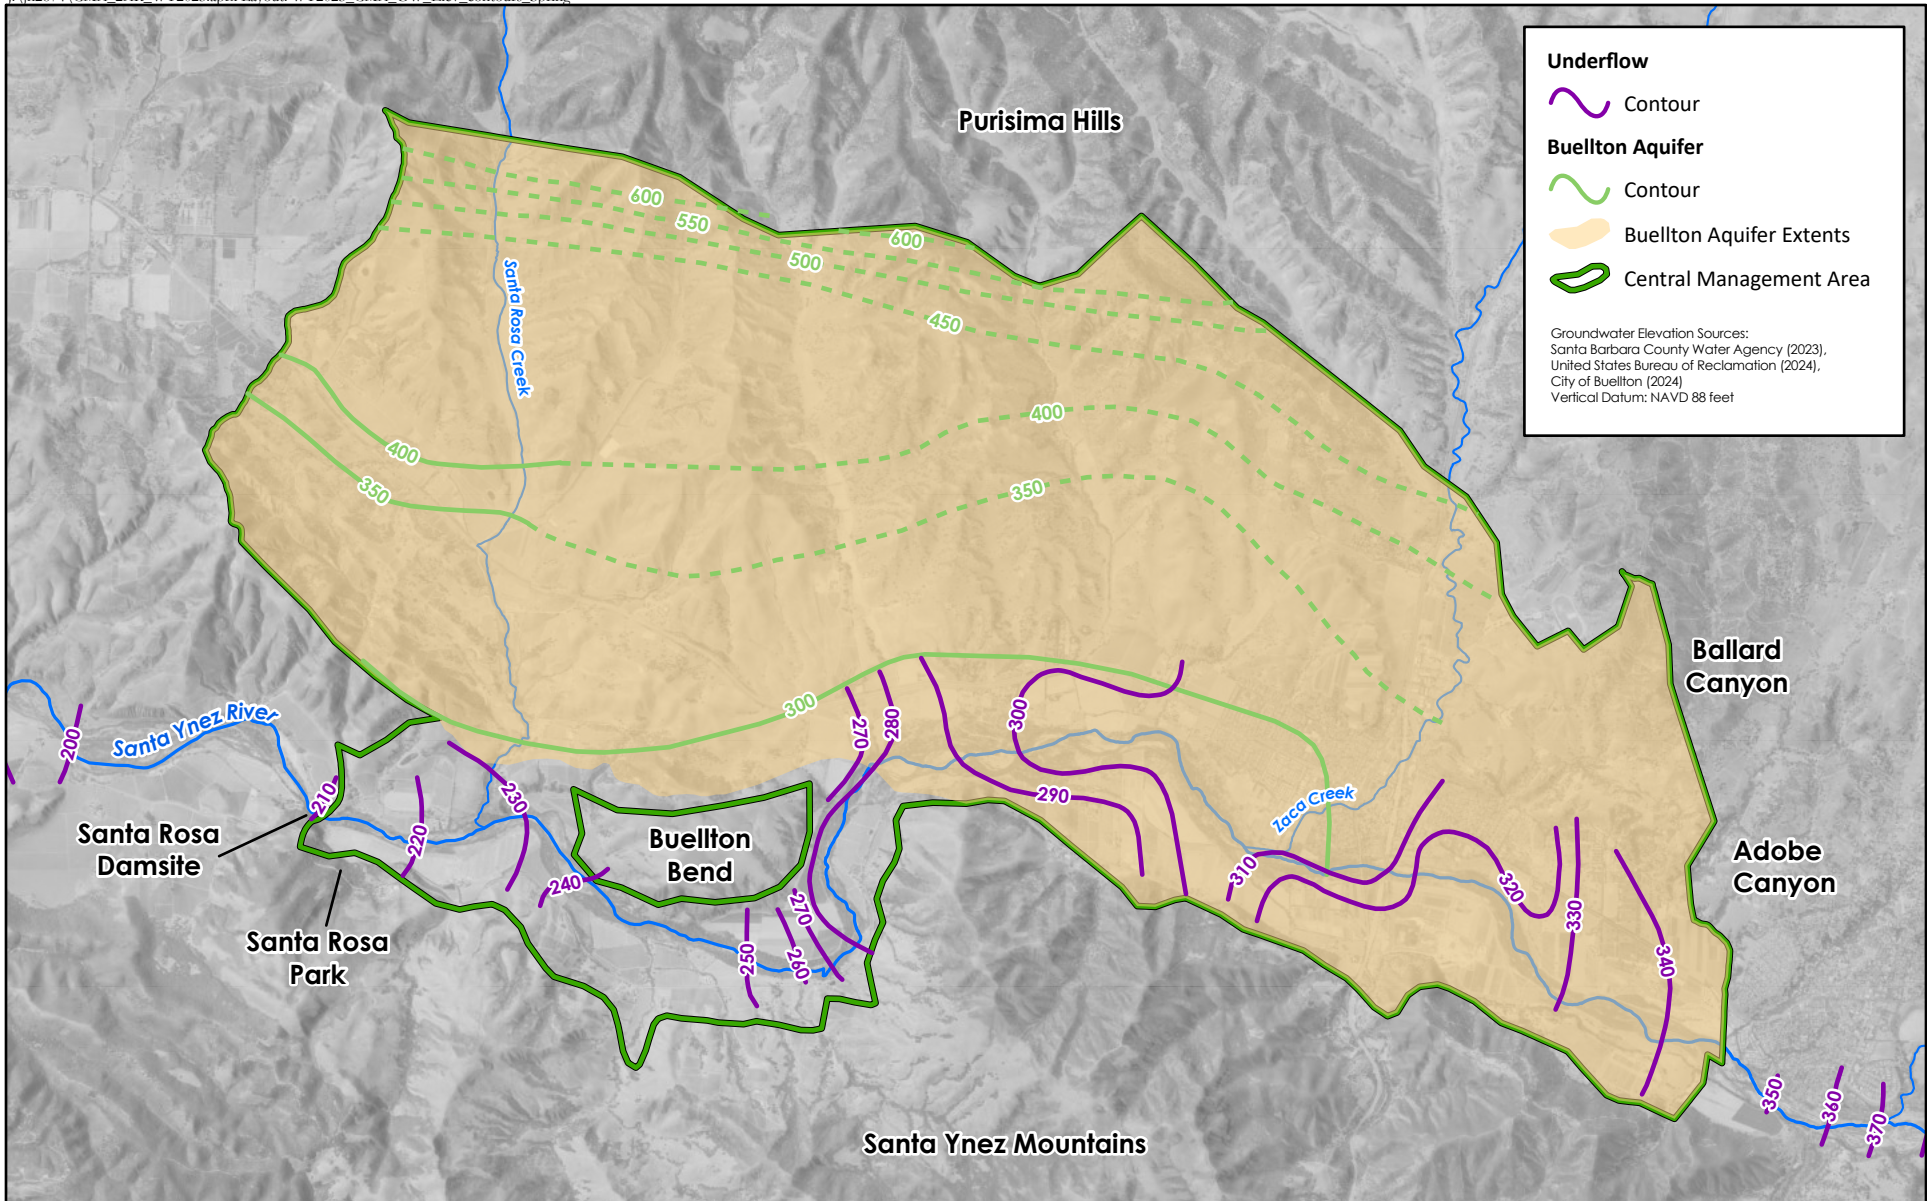 Purisima Hills
Underflow
Contour
Buellton Aquifer
Contour
Buellton Aquifer Extents
Central Management Area
Groundwater Elevation Sources:
Santa Barbara County Water Agency (2023),
United States Bureau of Reclamation (2024),
City of Buellton (2024)
Vertical Datum: NAVD 88 feet
600
550
600
500
450
Santa Rosa Creek
400
400
350
350
300
Ballard
Canyon
Santa Ynez River
200
210
220
230
240
250
260
270
270
280
290
300
310
320
330
340
350
360
370
Zaca Creek
Santa Rosa
Damsite
Buellton
Bend
Adobe
Canyon
Santa Rosa
Park
Santa Ynez Mountains